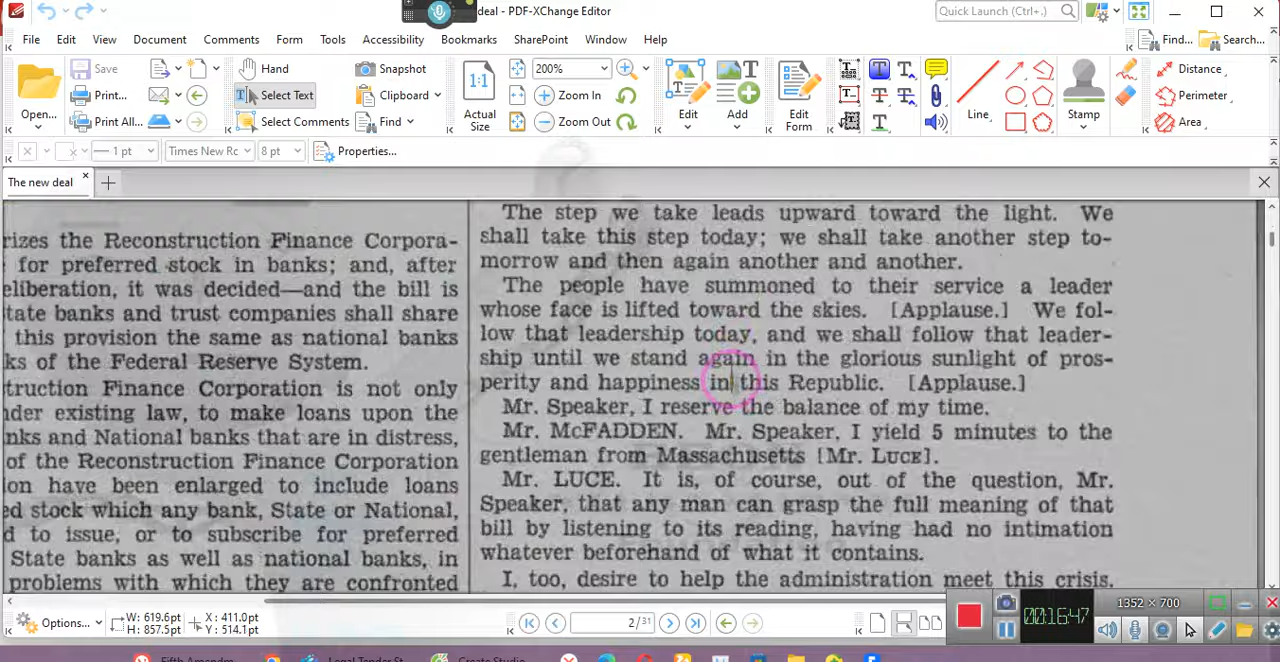 deal - PDF-XChange Editor
Quick Launch (Ctrl+.)
File Edit View Document Comments Form Tools Accessibility Bookmarks SharePoint Window Help
Find... Search...
Open...
Save
Print...
Print All...
Hand
Select Text
Select Comments
Snapshot
Clipboard
Find
1:1
Actual
Size
200%
Zoom In
Zoom Out
Edit
Add
Edit
Form
Line
Stamp
Distance
Perimeter
Area
1 pt
Times New Ro
8 pt
Properties...
The new deal
rizes the Reconstruction Finance Corpora-
for preferred stock in banks; and, after
eliberation, it was decided—and the bill is
tate banks and trust companies shall share
this provision the same as national banks
ks of the Federal Reserve System.
truction Finance Corporation is not only
der existing law, to make loans upon the
nks and National banks that are in distress,
of the Reconstruction Finance Corporation
on have been enlarged to include loans
ed stock which any bank, State or National,
d to issue, or to subscribe for preferred
State banks as well as national banks, in
problems with which they are confronted
The step we take leads upward toward the light. We
shall take this step today; we shall take another step to-
morrow and then again another and another.
The people have summoned to their service a leader
whose face is lifted toward the skies. [Applause.] We fol-
low that leadership today, and we shall follow that leader-
ship until we stand again in the glorious sunlight of pros-
perity and happiness in this Republic. [Applause.]
Mr. Speaker, I reserve the balance of my time.
Mr. McFADDEN. Mr. Speaker, I yield 5 minutes to the
gentleman from Massachusetts [Mr. LUCE].
Mr. LUCE. It is, of course, out of the question, Mr.
Speaker, that any man can grasp the full meaning of that
bill by listening to its reading, having had no intimation
whatever beforehand of what it contains.
I, too, desire to help the administration meet this crisis.
Options...
W: 619.6pt
H: 857.5pt
X: 411.0pt
Y: 514.1pt
2/31
00:16:47
1352 × 700
Fifth Amendm
Legal Tender St
Create Studio